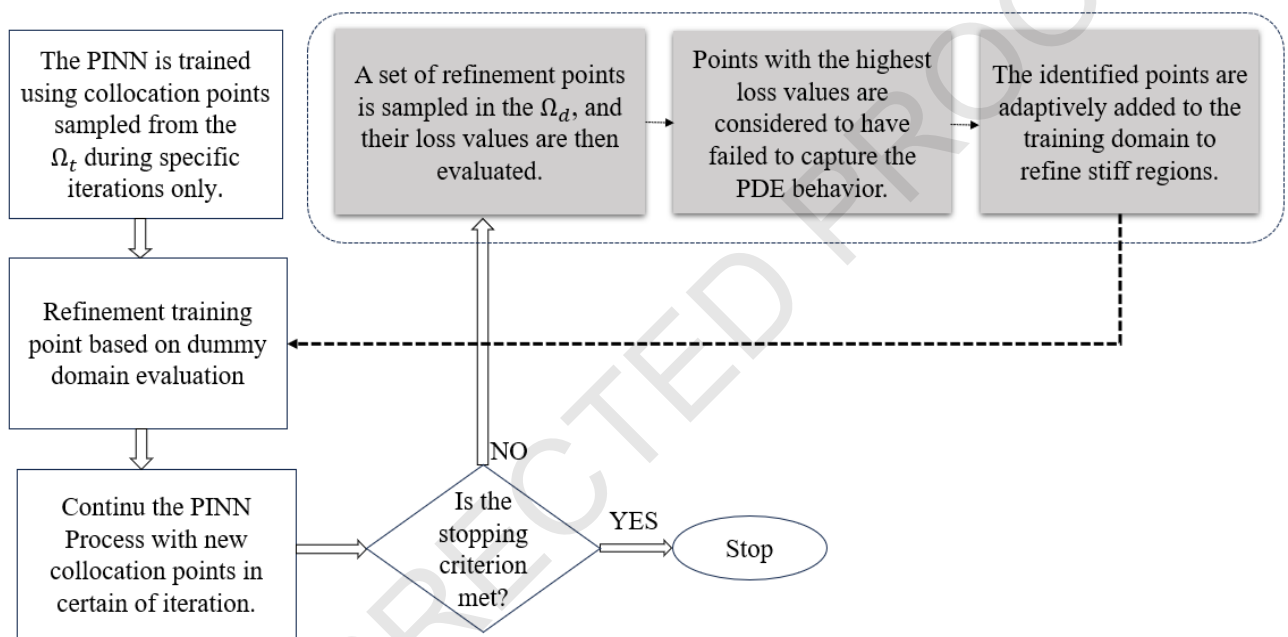 The PINN is trained
using collocation points
sampled from the
Ω_t during specific
iterations only.
A set of refinement points
is sampled in the Ω_d, and
their loss values are then
evaluated.
Points with the highest
loss values are
considered to have
failed to capture the
PDE behavior.
The identified points are
adaptively added to the
training domain to
refine stiff regions.
Refinement training
point based on dummy
domain evaluation
Continu the PINN
Process with new
collocation points in
certain of iteration.
Is the
stopping
criterion
met?
NO
YES
Stop
RECTED PROO